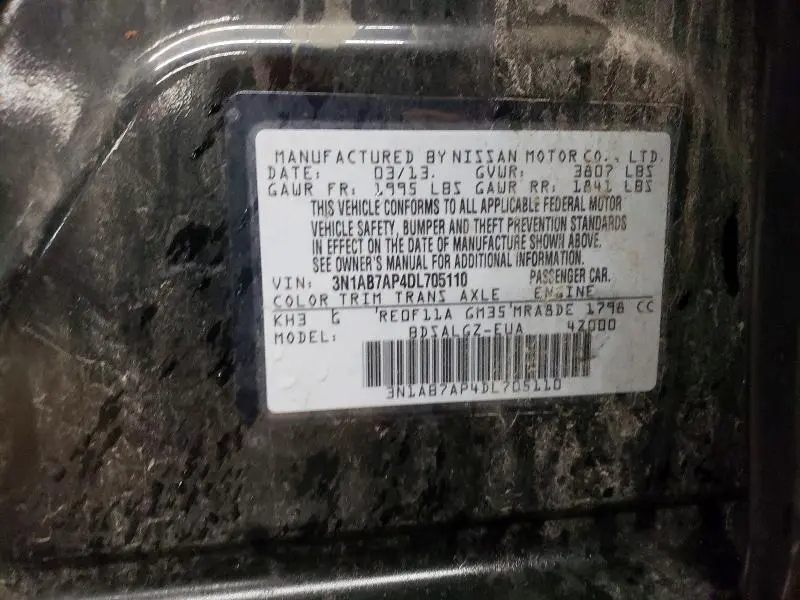 MANUFACTURED BY NISSAN MOTOR CO., LTD.
DATE: 03/13. GVWR: 3807 LBS
GAWR FR: 1995 LBS GAWR RR: 1841 LBS
THIS VEHICLE CONFORMS TO ALL APPLICABLE FEDERAL MOTOR
VEHICLE SAFETY, BUMPER AND THEFT PREVENTION STANDARDS
IN EFFECT ON THE DATE OF MANUFACTURE SHOWN ABOVE.
SEE OWNER'S MANUAL FOR ADDITIONAL INFORMATION.
VIN: 3N1AB7AP4DL705110 PASSENGER CAR.
COLOR TRIM TRANS AXLE ENGINE
KH3 G RE0F11A GM35 MRA8DE 1798 CC
MODEL: BDSALGZ-EUA 4Z000
3N1AB7AP4DL705110